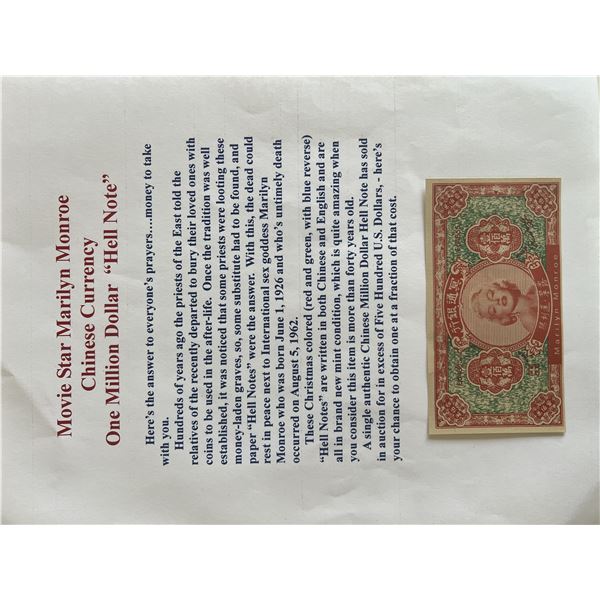 Movie Star Marilyn Monroe
Chinese Currency
One Million Dollar “Hell Note”
Here's the answer to everyone's prayers....money to take
with you.
Hundreds of years ago the priests of the East told the
relatives of the recently departed to bury their loved ones with
coins to be used in the after-life. Once the tradition was well
established, it was noticed that some priests were looting these
money-laden graves, so, some substitute had to be found, and
paper “Hell Notes” were the answer. With this, the dead could
rest in peace next to International sex goddess Marilyn
Monroe who was born June 1, 1926 and who's untimely death
occurred on August 5, 1962.
These Christmas colored (red and green, with blue reverse)
“Hell Notes” are written in both Chinese and English and are
all in brand new mint condition, which is quite amazing when
you consider this item is more than forty years old.
A single authentic Chinese Million Dollar Hell Note has sold
in auction for in excess of Five Hundred U.S. Dollars, - here's
your chance to obtain one at a fraction of that cost.
行銀通冥
Marilyn Monroe